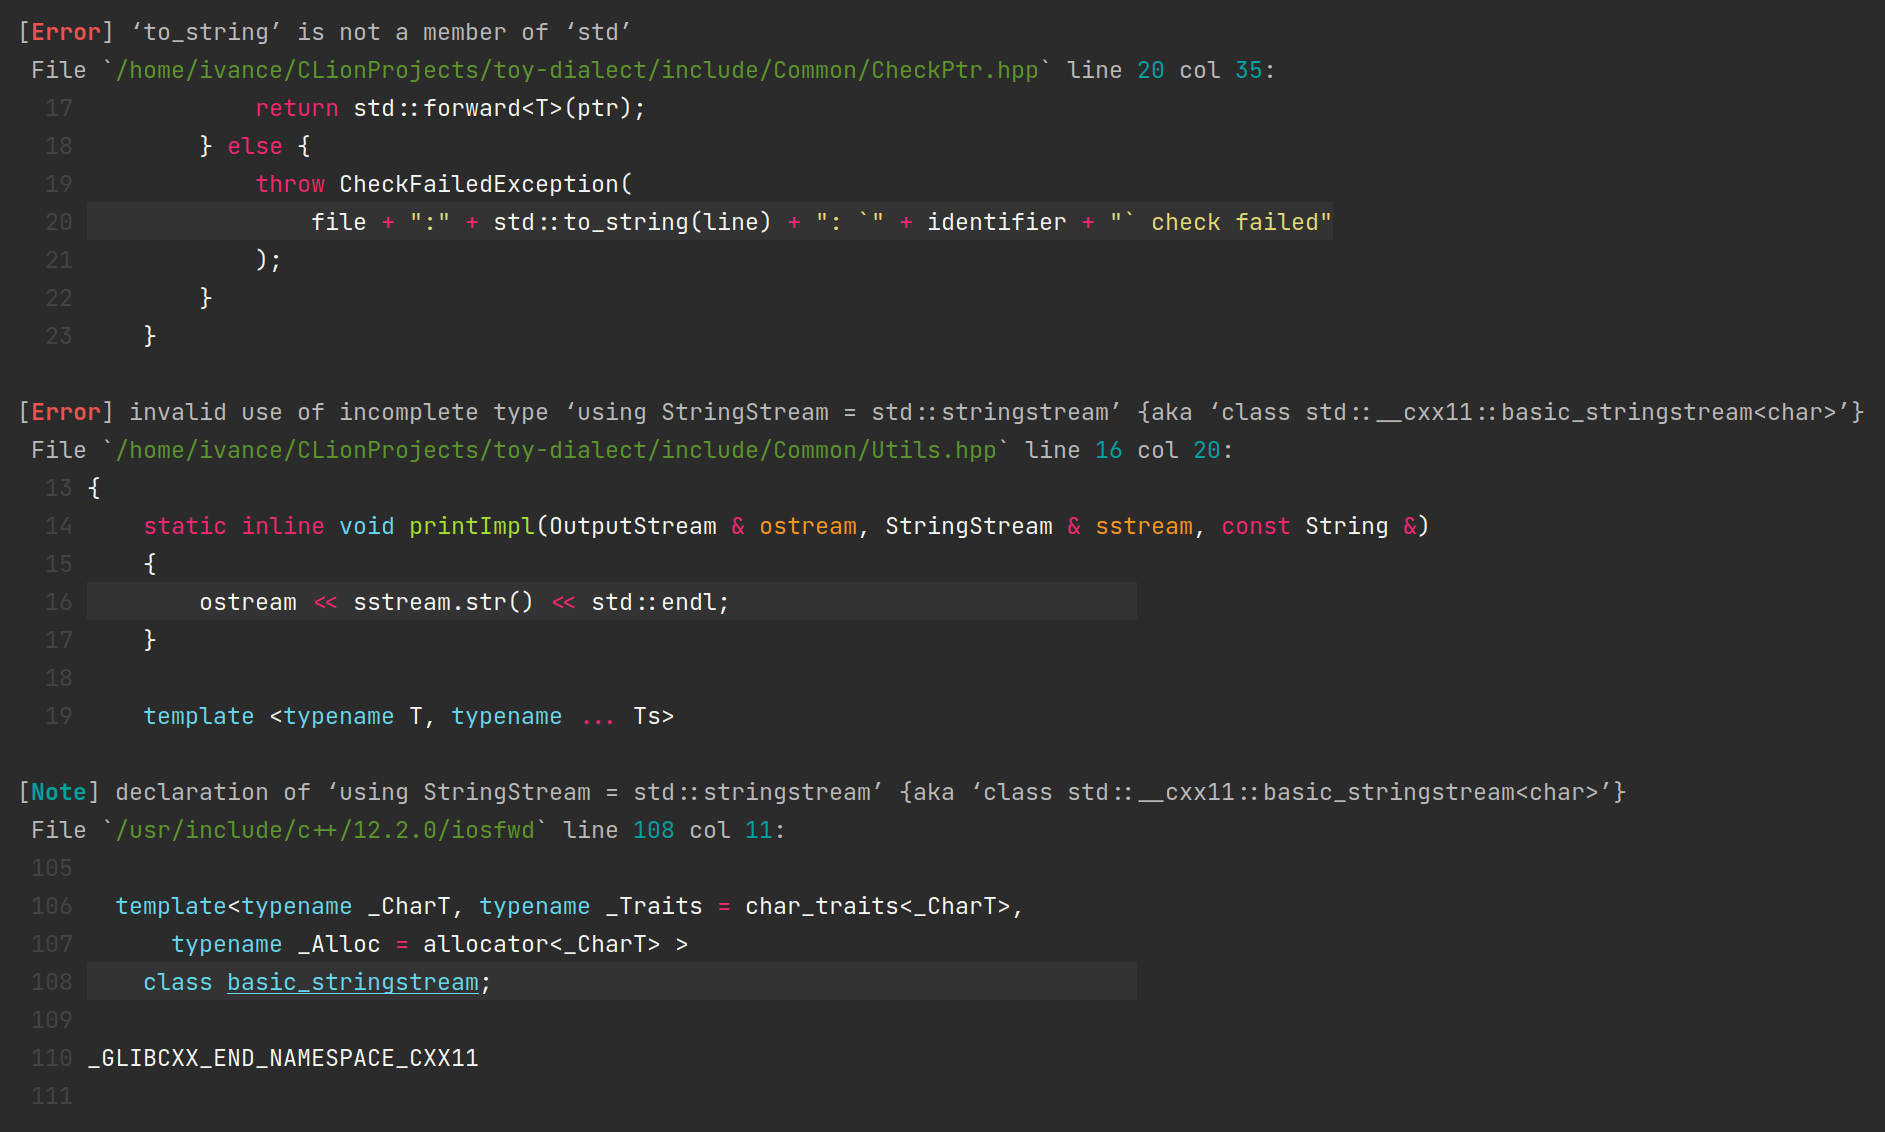 [Error] ‘to_string’ is not a member of ‘std’
 File `/home/ivance/CLionProjects/toy-dialect/include/Common/CheckPtr.hpp` line 20 col 35:
  17             return std::forward<T>(ptr);
  18         } else {
  19             throw CheckFailedException(
  20                 file + ":" + std::to_string(line) + ": `" + identifier + "` check failed"
  21             );
  22         }
  23     }

[Error] invalid use of incomplete type ‘using StringStream = std::stringstream’ {aka ‘class std::__cxx11::basic_stringstream<char>’}
 File `/home/ivance/CLionProjects/toy-dialect/include/Common/Utils.hpp` line 16 col 20:
  13 {
  14     static inline void printImpl(OutputStream & ostream, StringStream & sstream, const String &)
  15     {
  16         ostream << sstream.str() << std::endl;
  17     }
  18
  19     template <typename T, typename ... Ts>

[Note] declaration of ‘using StringStream = std::stringstream’ {aka ‘class std::__cxx11::basic_stringstream<char>’}
 File `/usr/include/c++/12.2.0/iosfwd` line 108 col 11:
 105
 106   template<typename _CharT, typename _Traits = char_traits<_CharT>,
 107       typename _Alloc = allocator<_CharT> >
 108     class basic_stringstream;
 109
 110 _GLIBCXX_END_NAMESPACE_CXX11
 111